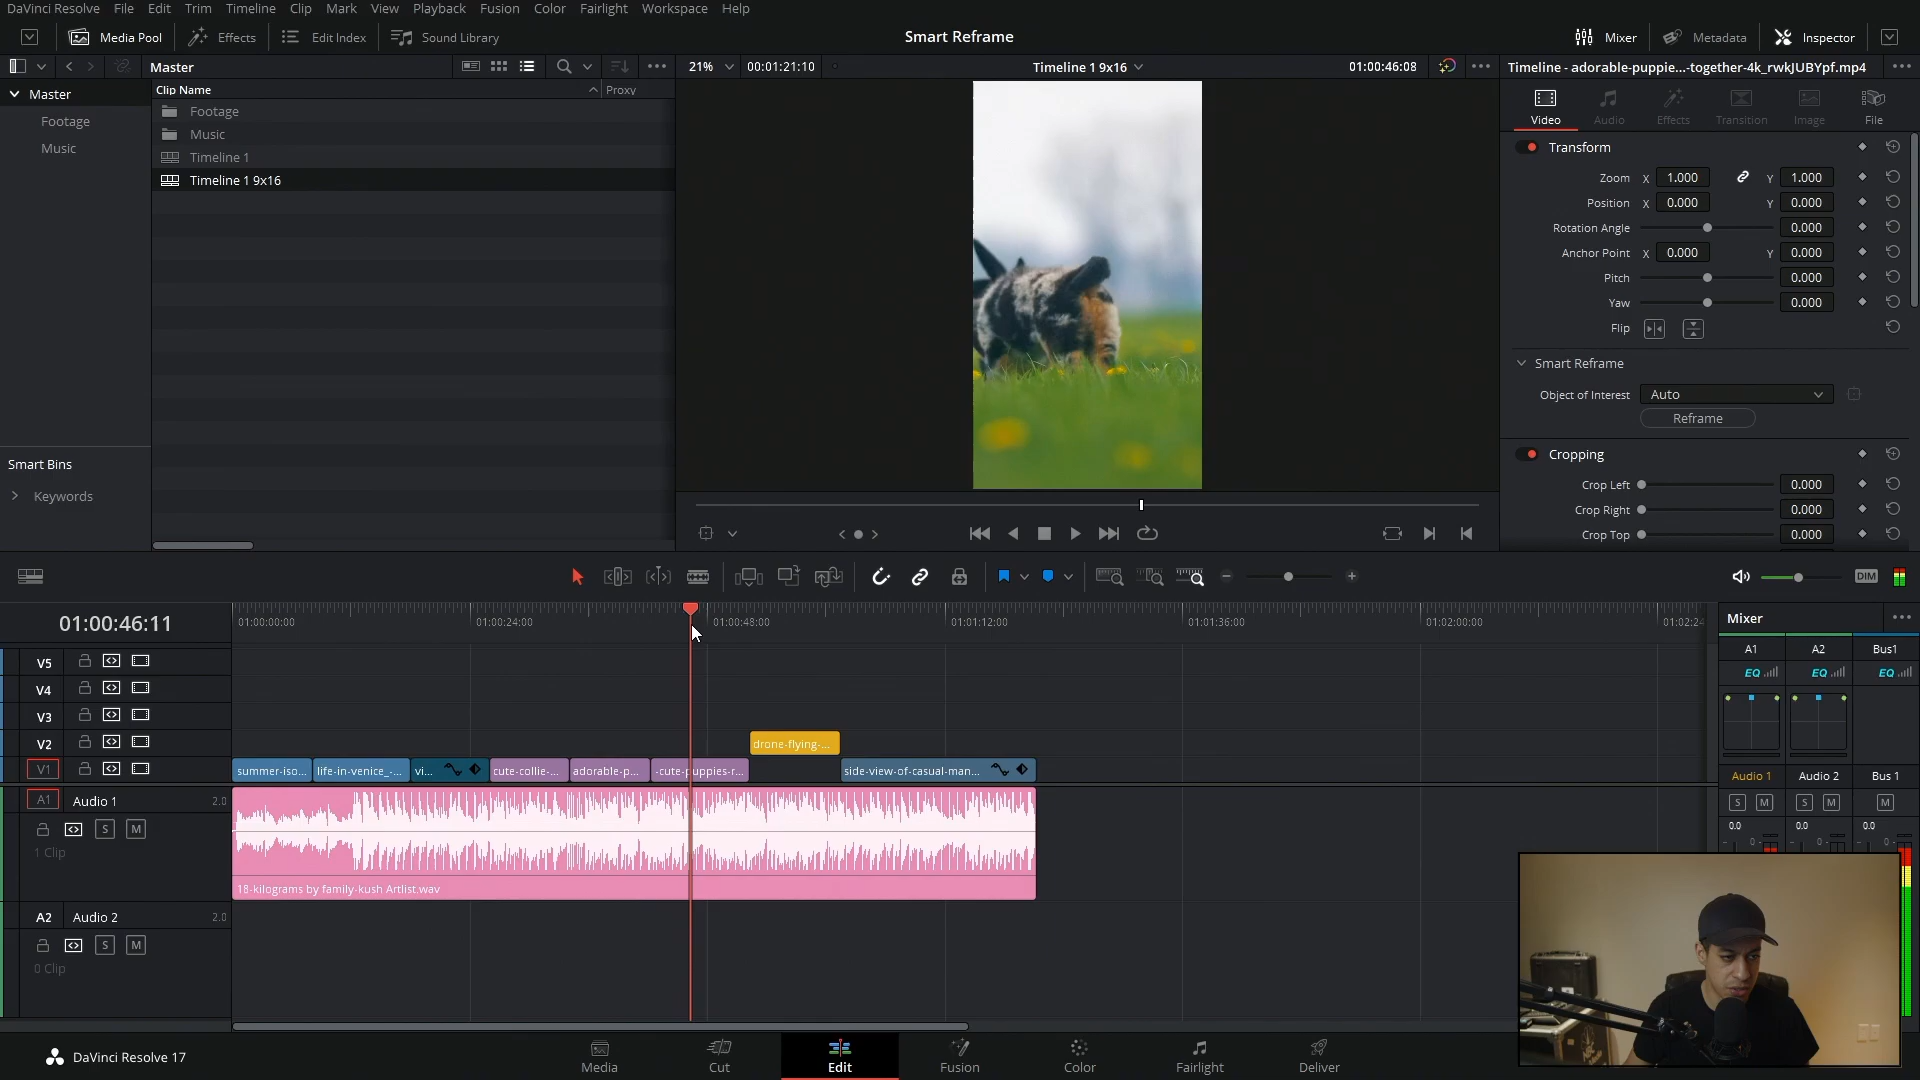 DaVinci Resolve File Edit Trim Timeline Clip Mark View Playback Fusion Color Fairlight Workspace Help
Media Pool Effects Edit Index Sound Library Smart Reframe Mixer Metadata Inspector
Master 21% 00:01:21:10 Timeline 1 9x16 01:00:46:08 Timeline - adorable-puppie...-together-4k_rwkJUBYpf.mp4
Clip Name Proxy
Master
Footage
Music
Footage
Music
Timeline 1
Timeline 1 9x16
Smart Bins
Keywords
Video Audio Effects Transition Image File
Transform
Zoom X 1.000 Y 1.000
Position X 0.000 Y 0.000
Rotation Angle 0.000
Anchor Point X 0.000 Y 0.000
Pitch 0.000
Yaw 0.000
Flip
Smart Reframe
Object of Interest Auto
Reframe
Cropping
Crop Left 0.000
Crop Right 0.000
Crop Top 0.000
DIM
01:00:46:11 01:00:00:00 01:00:24:00 01:00:48:00 01:01:12:00 01:01:36:00 01:02:00:00 01:02:24
V5
V4
V3
V2 drone-flying-...
V1 summer-iso... life-in-venice_-... vi... cute-collie-... adorable-p... -cute-puppies-r... side-view-of-casual-man...
A1 Audio 1 2.0
S M
1 Clip
18-kilograms by family-kush Artlist.wav
A2 Audio 2 2.0
S M
0 Clip
Mixer
A1 A2 Bus1
EQ EQ EQ
Audio 1 Audio 2 Bus 1
S M S M M
0.0 0.0 0.0
0 0 0
DaVinci Resolve 17 Media Cut Edit Fusion Color Fairlight Deliver